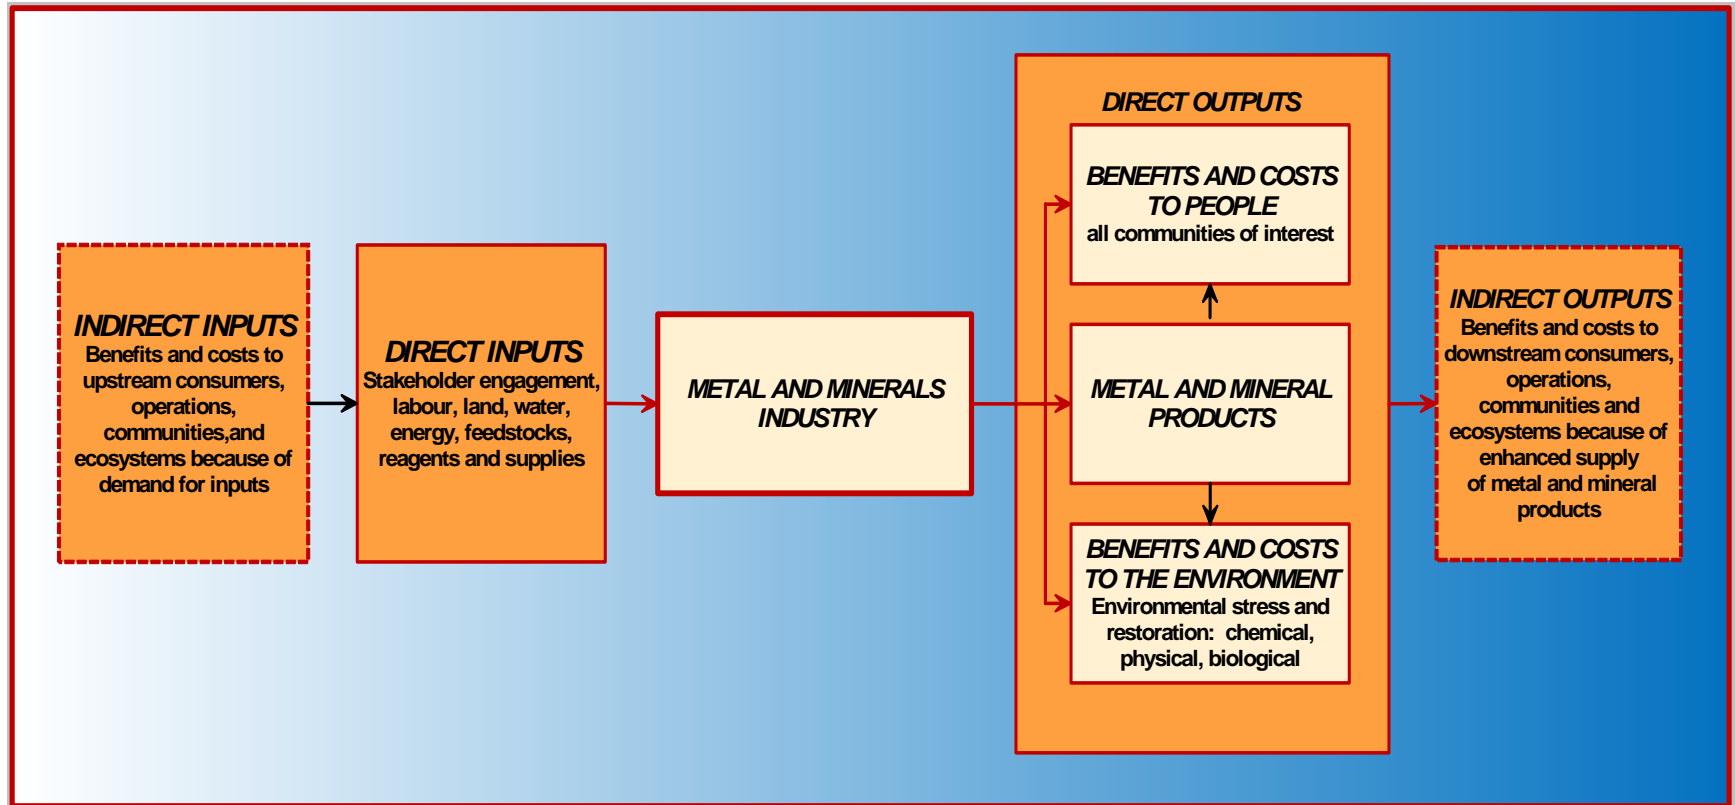 INDIRECT INPUTS
Benefits and costs to
upstream consumers,
operations,
communities,and
ecosystems because of
demand for inputs
DIRECT INPUTS
Stakeholder engagement,
labour, land, water,
energy, feedstocks,
reagents and supplies
METAL AND MINERALS
INDUSTRY
DIRECT OUTPUTS
BENEFITS AND COSTS
TO PEOPLE
all communities of interest
METAL AND MINERAL
PRODUCTS
BENEFITS AND COSTS
TO THE ENVIRONMENT
Environmental stress and
restoration: chemical,
physical, biological
INDIRECT OUTPUTS
Benefits and costs to
downstream consumers,
operations,
communities and
ecosystems because of
enhanced supply
of metal and mineral
products